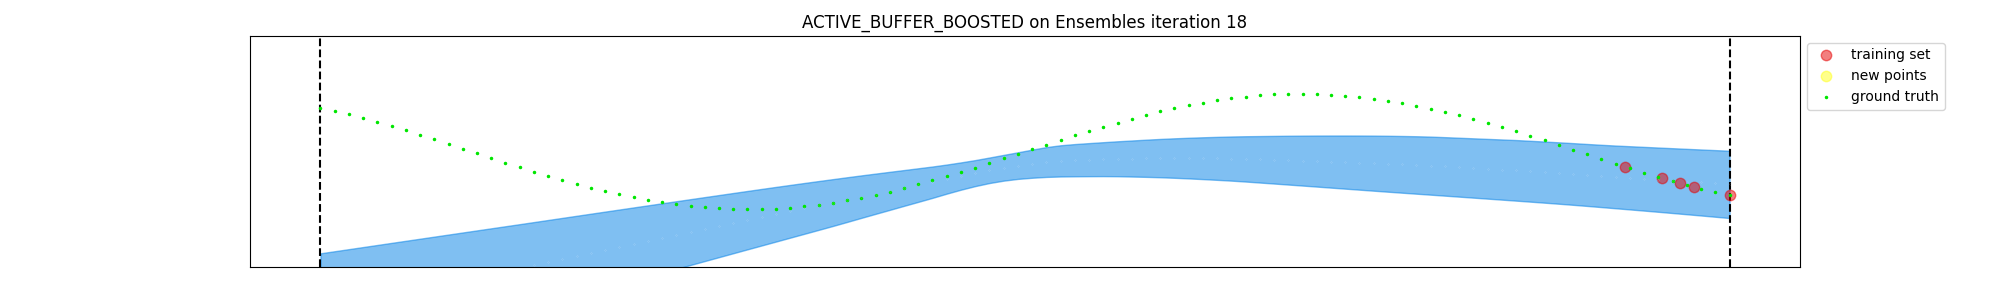 ACTIVE_BUFFER_BOOSTED on Ensembles iteration 18
training set
new points
ground truth